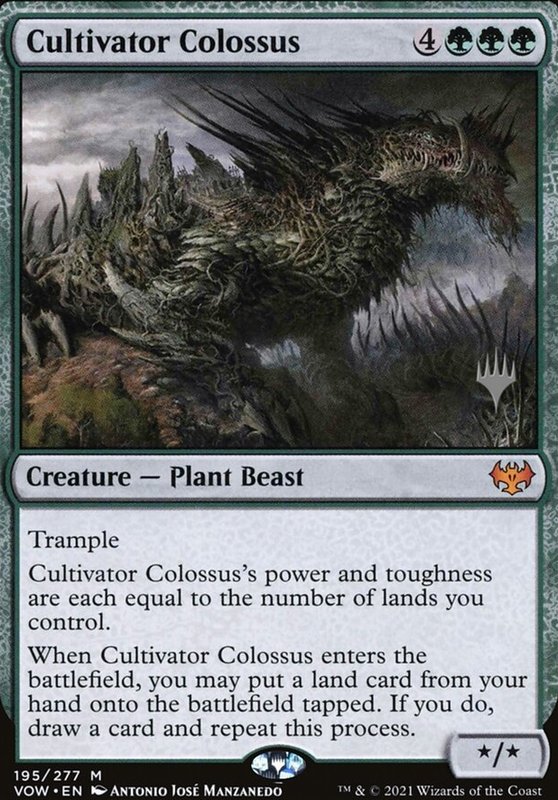 Cultivator Colossus 4
Creature — Plant Beast
Trample
Cultivator Colossus's power and toughness
are each equal to the number of lands you
control.
When Cultivator Colossus enters the
battlefield, you may put a land card from your
hand onto the battlefield tapped. If you do,
draw a card and repeat this process.
*/*
195/277 M
VOW • EN Antonio José Manzanedo
™ & © 2021 Wizards of the Coast